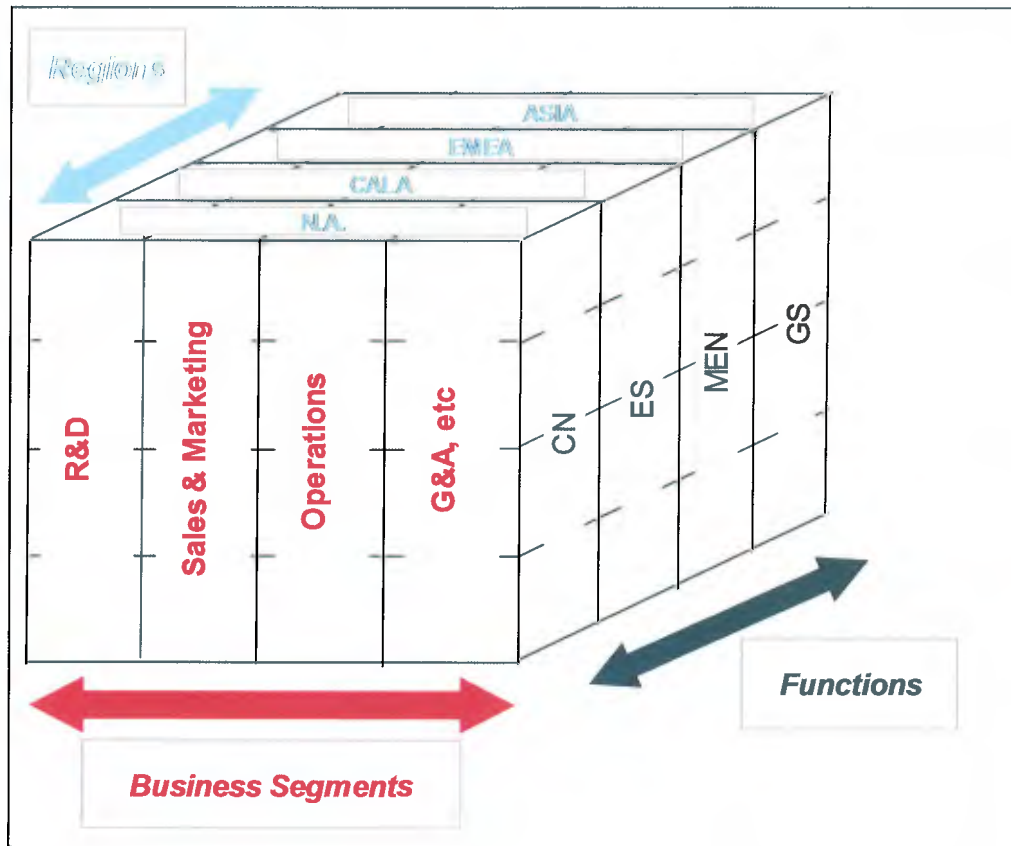 Regions
ASIA
EMEA
CALA
N.A.
R&D
Sales & Marketing
Operations
G&A, etc
CN
ES
MEN
GS
Functions
Business Segments